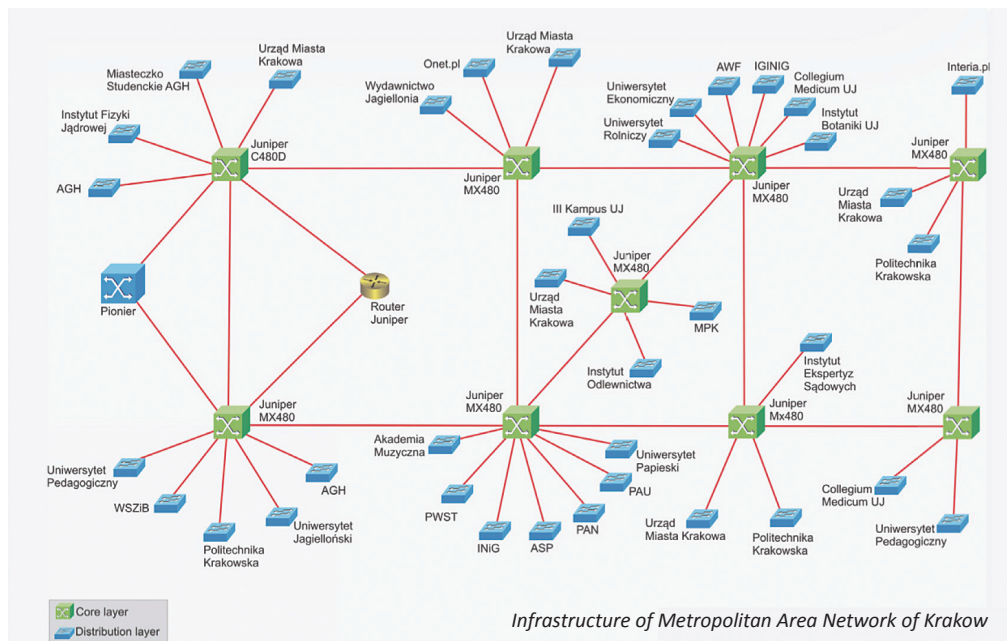 Miasteczko
Studenckie AGH
Urząd Miasta
Krakowa
Instytut Fizyki
Jądrowej
AGH
Juniper
C480D
Onet.pl
Urząd Miasta
Krakowa
Wydawnictwo
Jagiellonia
Juniper
MX480
AWF
IGINIG
Collegium
Medicum UJ
Uniwersytet
Ekonomiczny
Instytut
Botaniki UJ
Uniwersytet
Rolniczy
Juniper
MX480
Interia.pl
Juniper
MX480
Urząd
Miasta
Krakowa
Politechnika
Krakowska
Pionier
Router
Juniper
III Kampus UJ
Juniper
MX480
Urząd
Miasta
Krakowa
MPK
Instytut
Odlewnictwa
Juniper
MX480
Uniwersytet
Pedagogiczny
WSZiB
Politechnika
Krakowska
Uniwersytet
Jagielloński
AGH
Juniper
MX480
Akademia
Muzyczna
PWST
INiG
ASP
PAN
PAU
Uniwersytet
Papieski
Instytut
Ekspertyz
Sądowych
Juniper
Mx480
Urząd
Miasta Krakowa
Politechnika
Krakowska
Juniper
MX480
Collegium
Medicum UJ
Uniwersytet
Pedagogiczny
Core layer
Distribution layer
Infrastructure of Metropolitan Area Network of Krakow